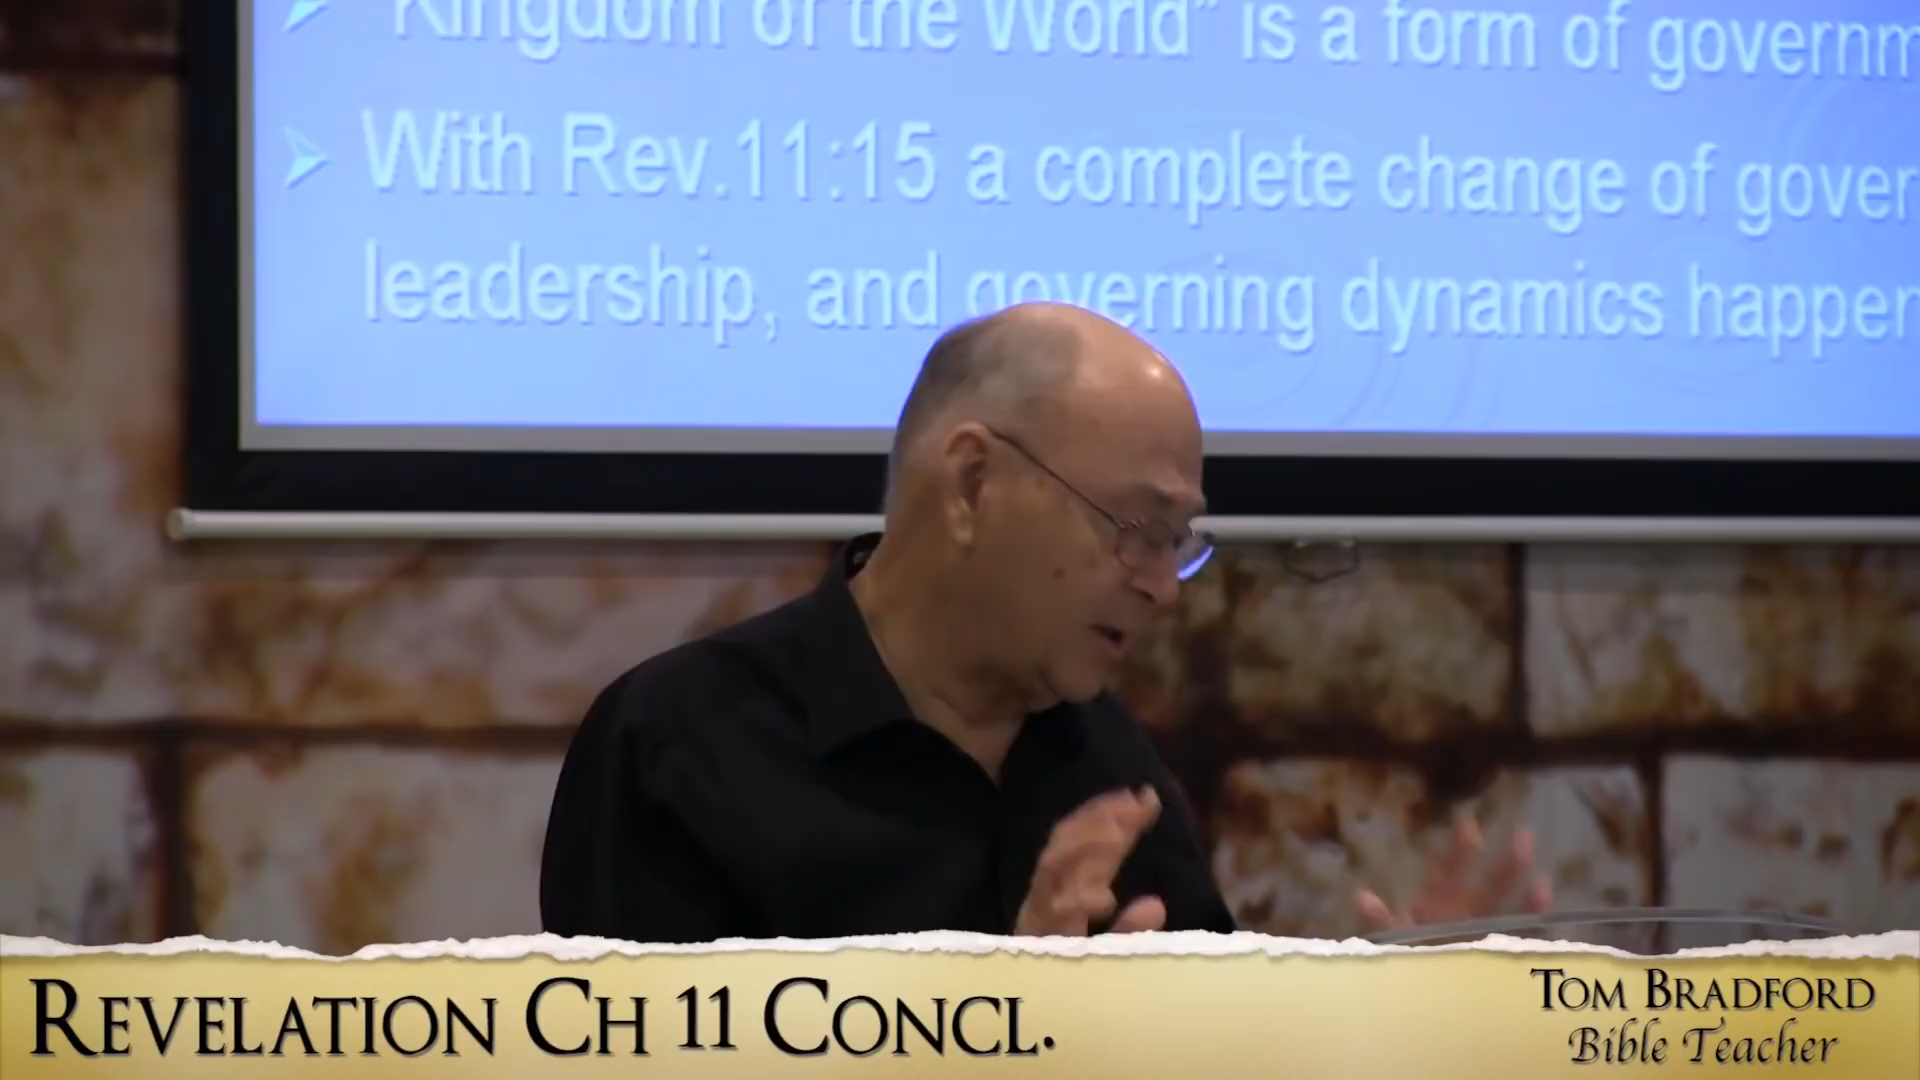 "Kingdom of the World" is a form of governm
With Rev.11:15 a complete change of gover
leadership, and governing dynamics happen
REVELATION CH 11 CONCL.
TOM BRADFORD
Bible Teacher